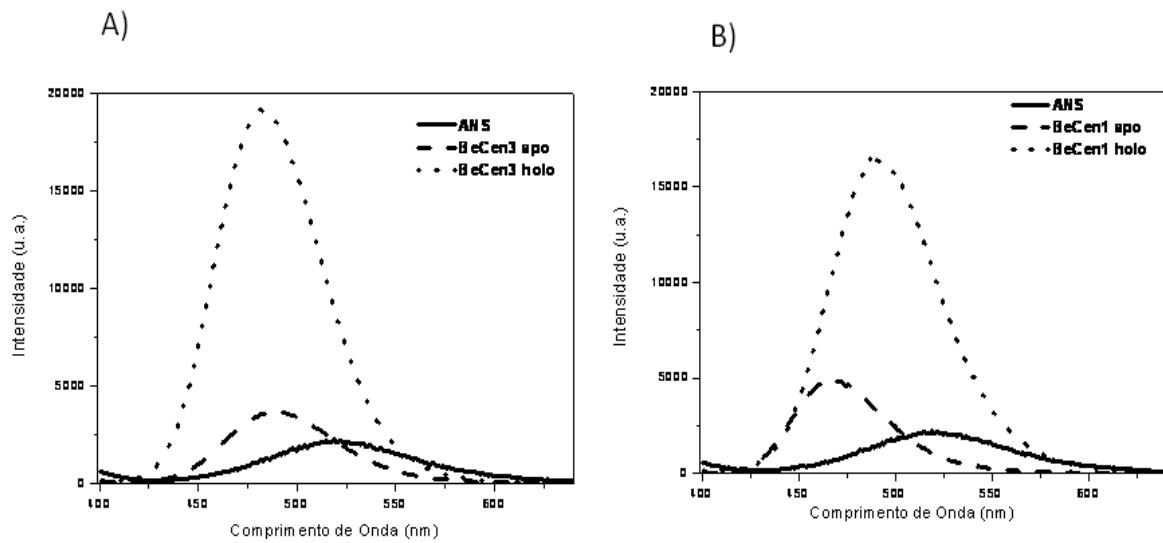 A)
B)
20000
15000
10000
5000
0
400
450
500
550
600
Intensidade (u.a.)
Comprimento de Onda (nm)
ANS
BeCen3 apo
BeCen3 holo
20000
15000
10000
5000
0
400
450
500
550
600
Intensidade (u.a.)
Comprimento de Onda (nm)
ANS
BeCen1 apo
BeCen1 holo